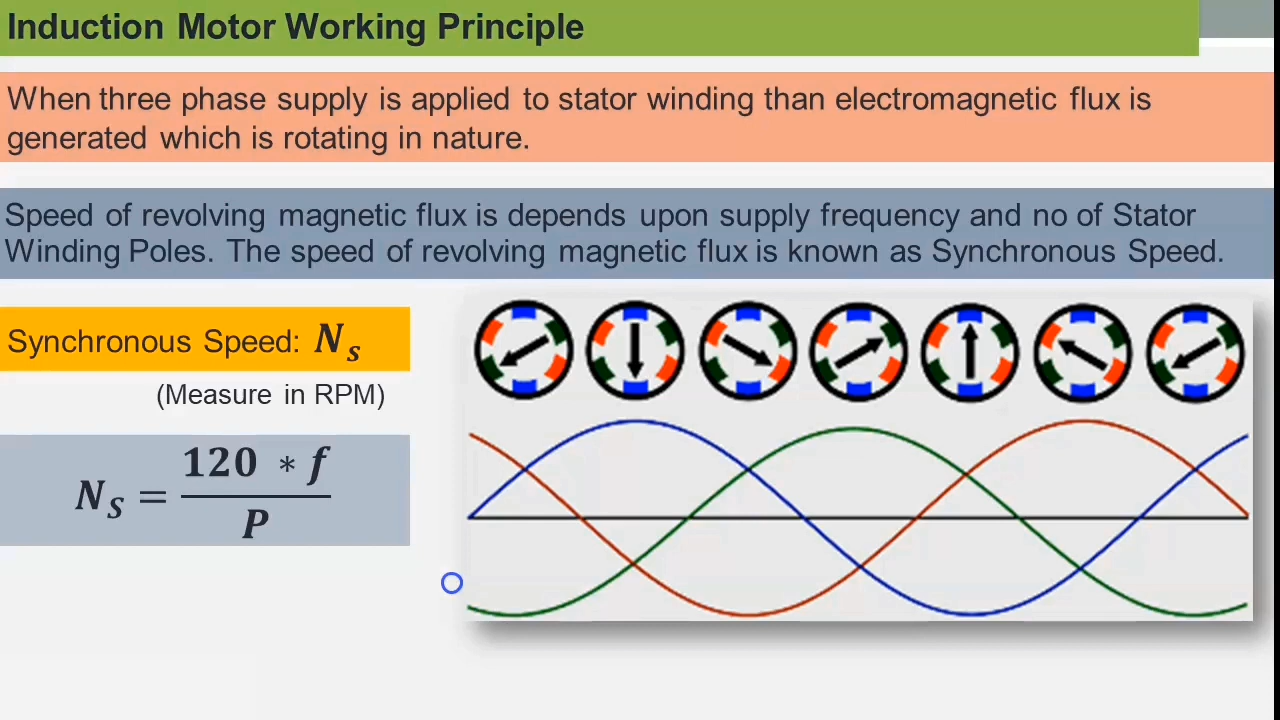 Induction Motor Working Principle
When three phase supply is applied to stator winding than electromagnetic flux is
generated which is rotating in nature.
Speed of revolving magnetic flux is depends upon supply frequency and no of Stator
Winding Poles. The speed of revolving magnetic flux is known as Synchronous Speed.
Synchronous Speed: Nₛ
(Measure in RPM)
N_S = (120 * f) / P